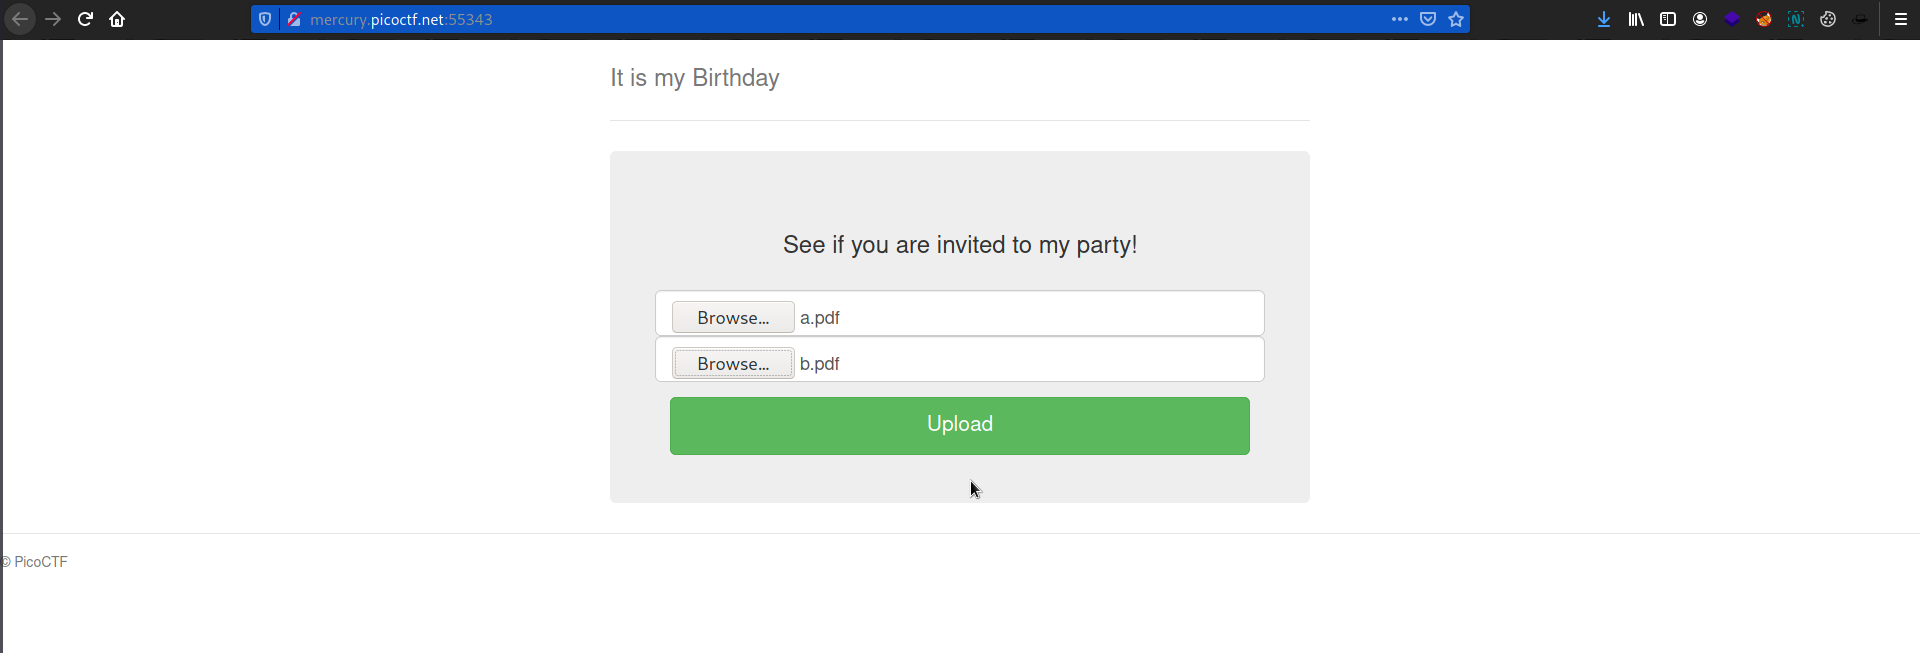 mercury.picoctf.net:55343
It is my Birthday
See if you are invited to my party!
Browse... a.pdf
Browse... b.pdf
Upload
© PicoCTF